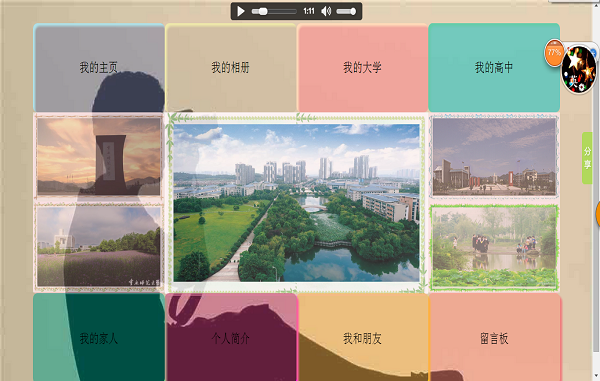 1:11
我的主页
我的相册
我的大学
我的高中
77%
英
分
享
我的家人
个人简介
我和朋友
留言板